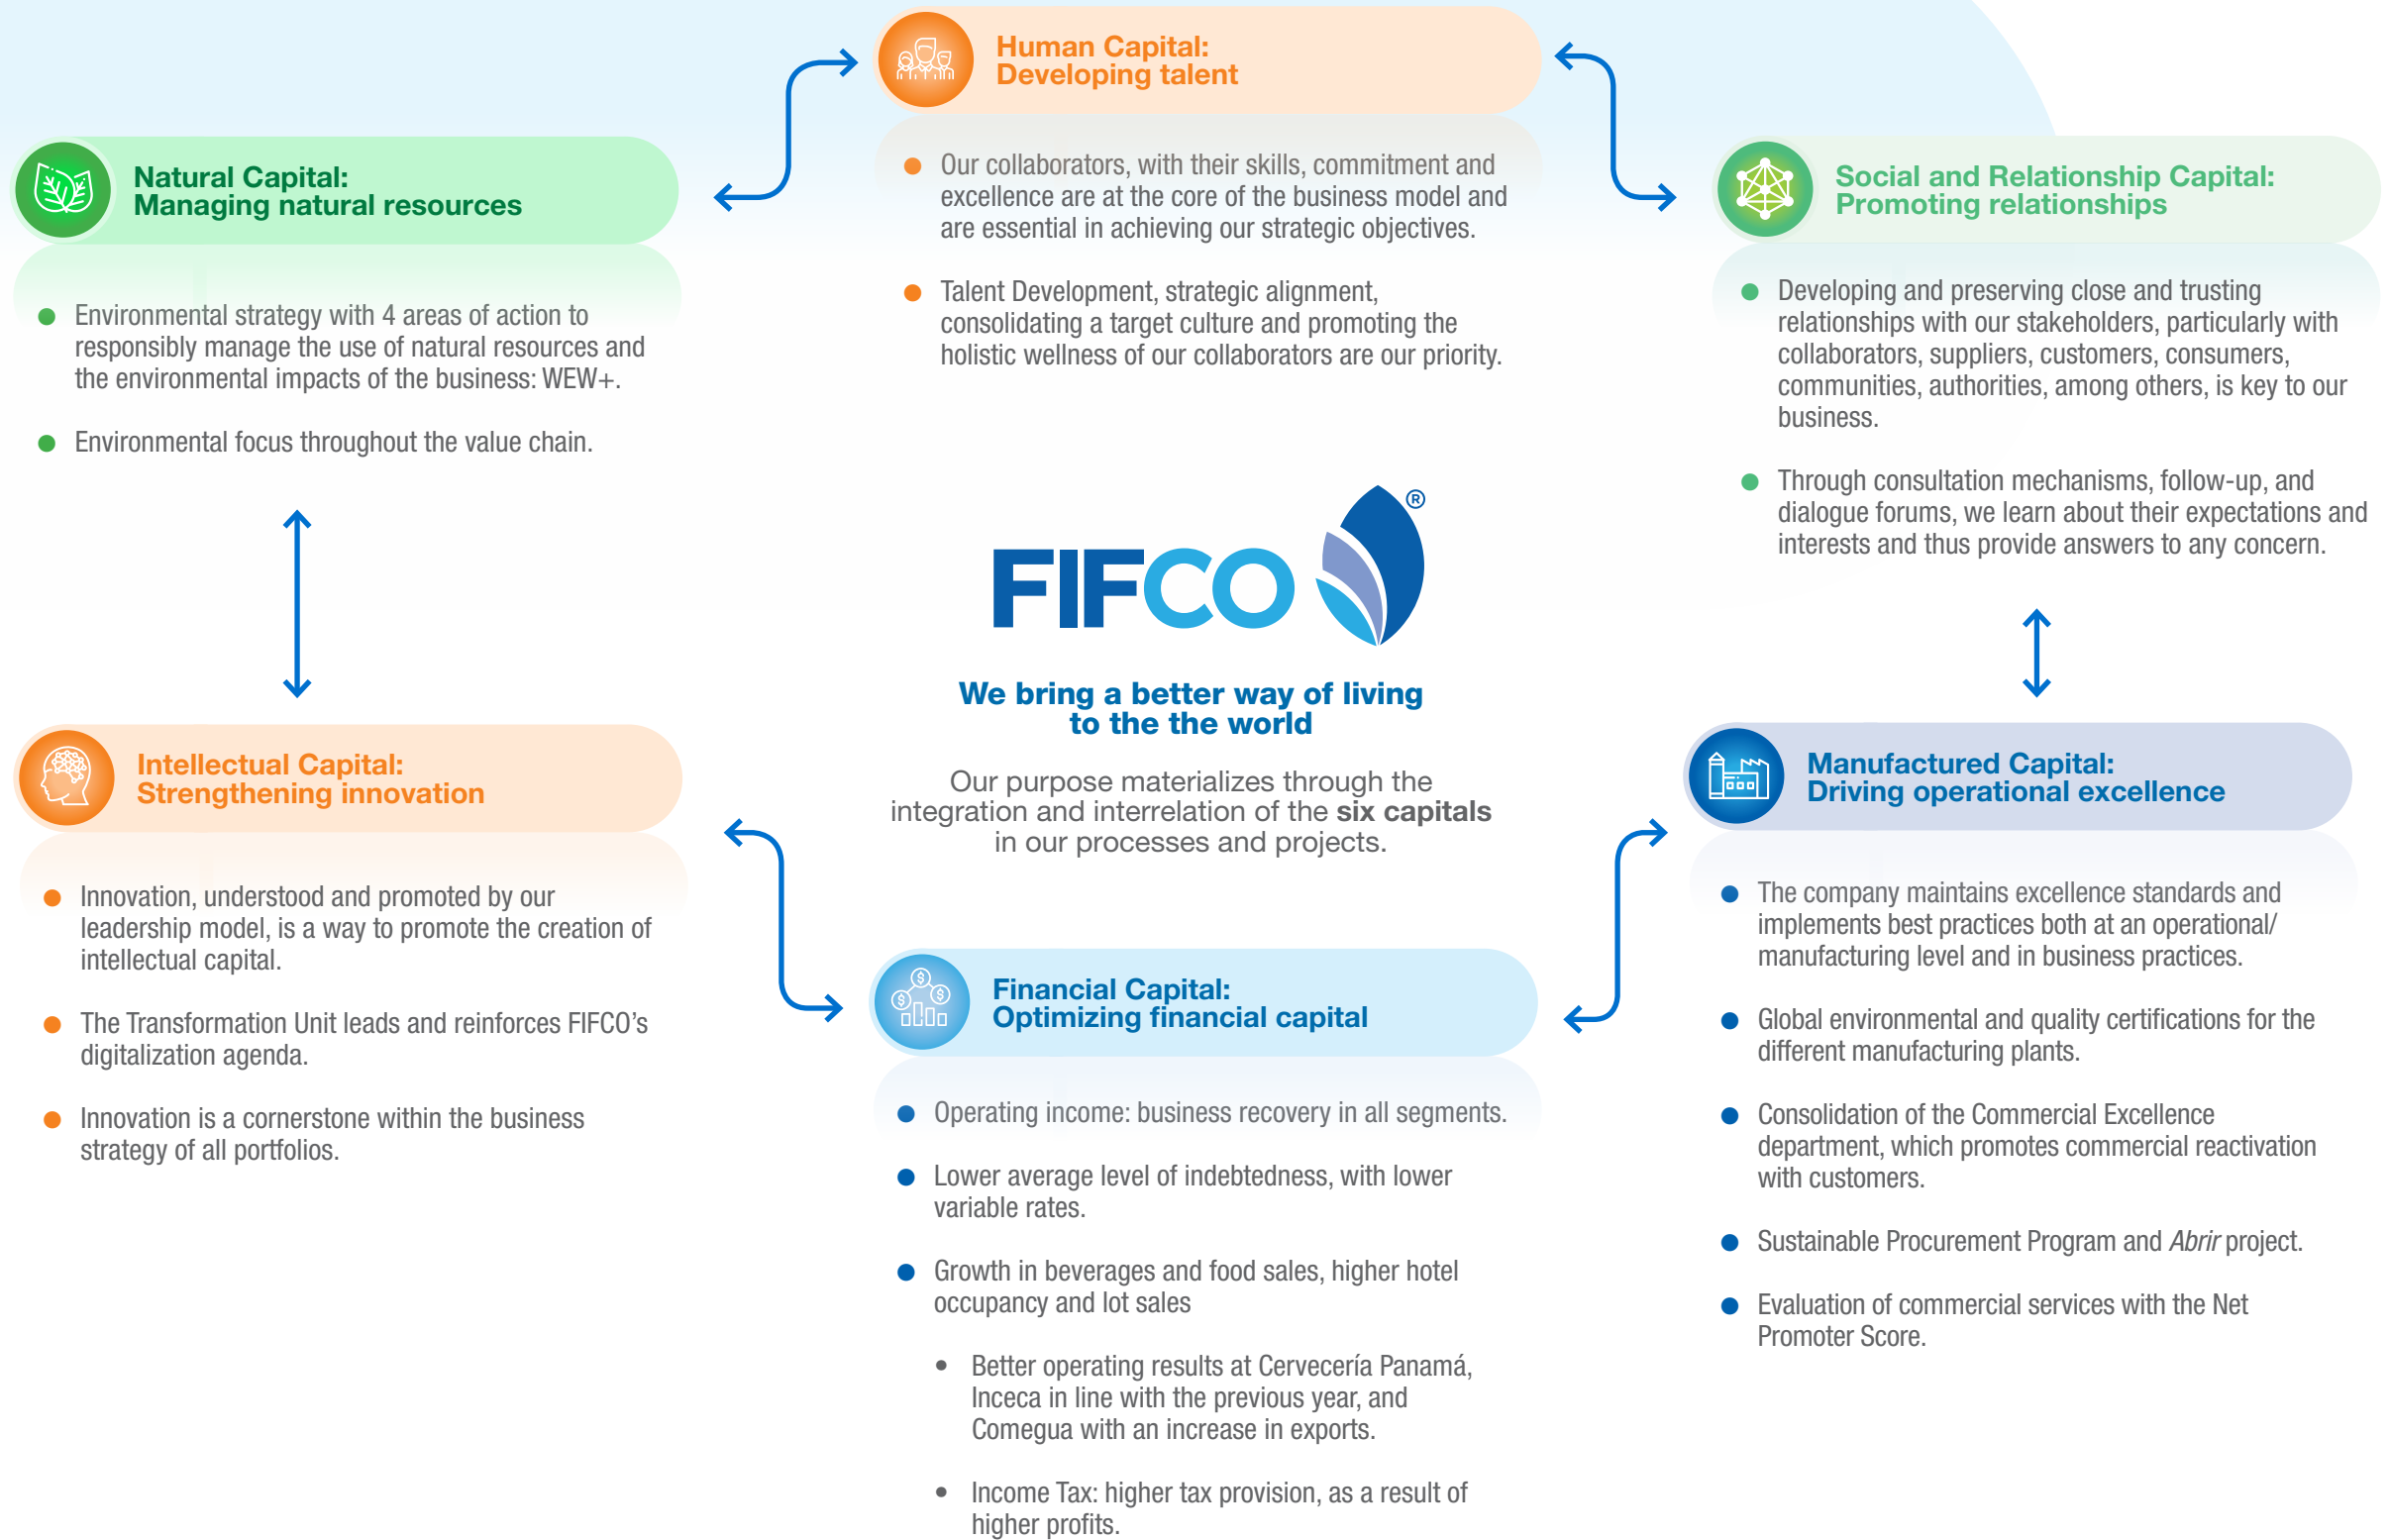 Human Capital:
Developing talent
Our collaborators, with their skills, commitment and
excellence are at the core of the business model and
are essential in achieving our strategic objectives.
Talent Development, strategic alignment,
consolidating a target culture and promoting the
holistic wellness of our collaborators are our priority.
Natural Capital:
Managing natural resources
Environmental strategy with 4 areas of action to
responsibly manage the use of natural resources and
the environmental impacts of the business: WEW+.
Environmental focus throughout the value chain.
Social and Relationship Capital:
Promoting relationships
Developing and preserving close and trusting
relationships with our stakeholders, particularly with
collaborators, suppliers, customers, consumers,
communities, authorities, among others, is key to our
business.
Through consultation mechanisms, follow-up, and
dialogue forums, we learn about their expectations and
interests and thus provide answers to any concern.
FIFCO ®
We bring a better way of living
to the the world
Our purpose materializes through the
integration and interrelation of the six capitals
in our processes and projects.
Intellectual Capital:
Strengthening innovation
Innovation, understood and promoted by our
leadership model, is a way to promote the creation of
intellectual capital.
The Transformation Unit leads and reinforces FIFCO’s
digitalization agenda.
Innovation is a cornerstone within the business
strategy of all portfolios.
Financial Capital:
Optimizing financial capital
Operating income: business recovery in all segments.
Lower average level of indebtedness, with lower
variable rates.
Growth in beverages and food sales, higher hotel
occupancy and lot sales
Better operating results at Cervecería Panamá,
Inceca in line with the previous year, and
Comegua with an increase in exports.
Income Tax: higher tax provision, as a result of
higher profits.
Manufactured Capital:
Driving operational excellence
The company maintains excellence standards and
implements best practices both at an operational/
manufacturing level and in business practices.
Global environmental and quality certifications for the
different manufacturing plants.
Consolidation of the Commercial Excellence
department, which promotes commercial reactivation
with customers.
Sustainable Procurement Program and Abrir project.
Evaluation of commercial services with the Net
Promoter Score.